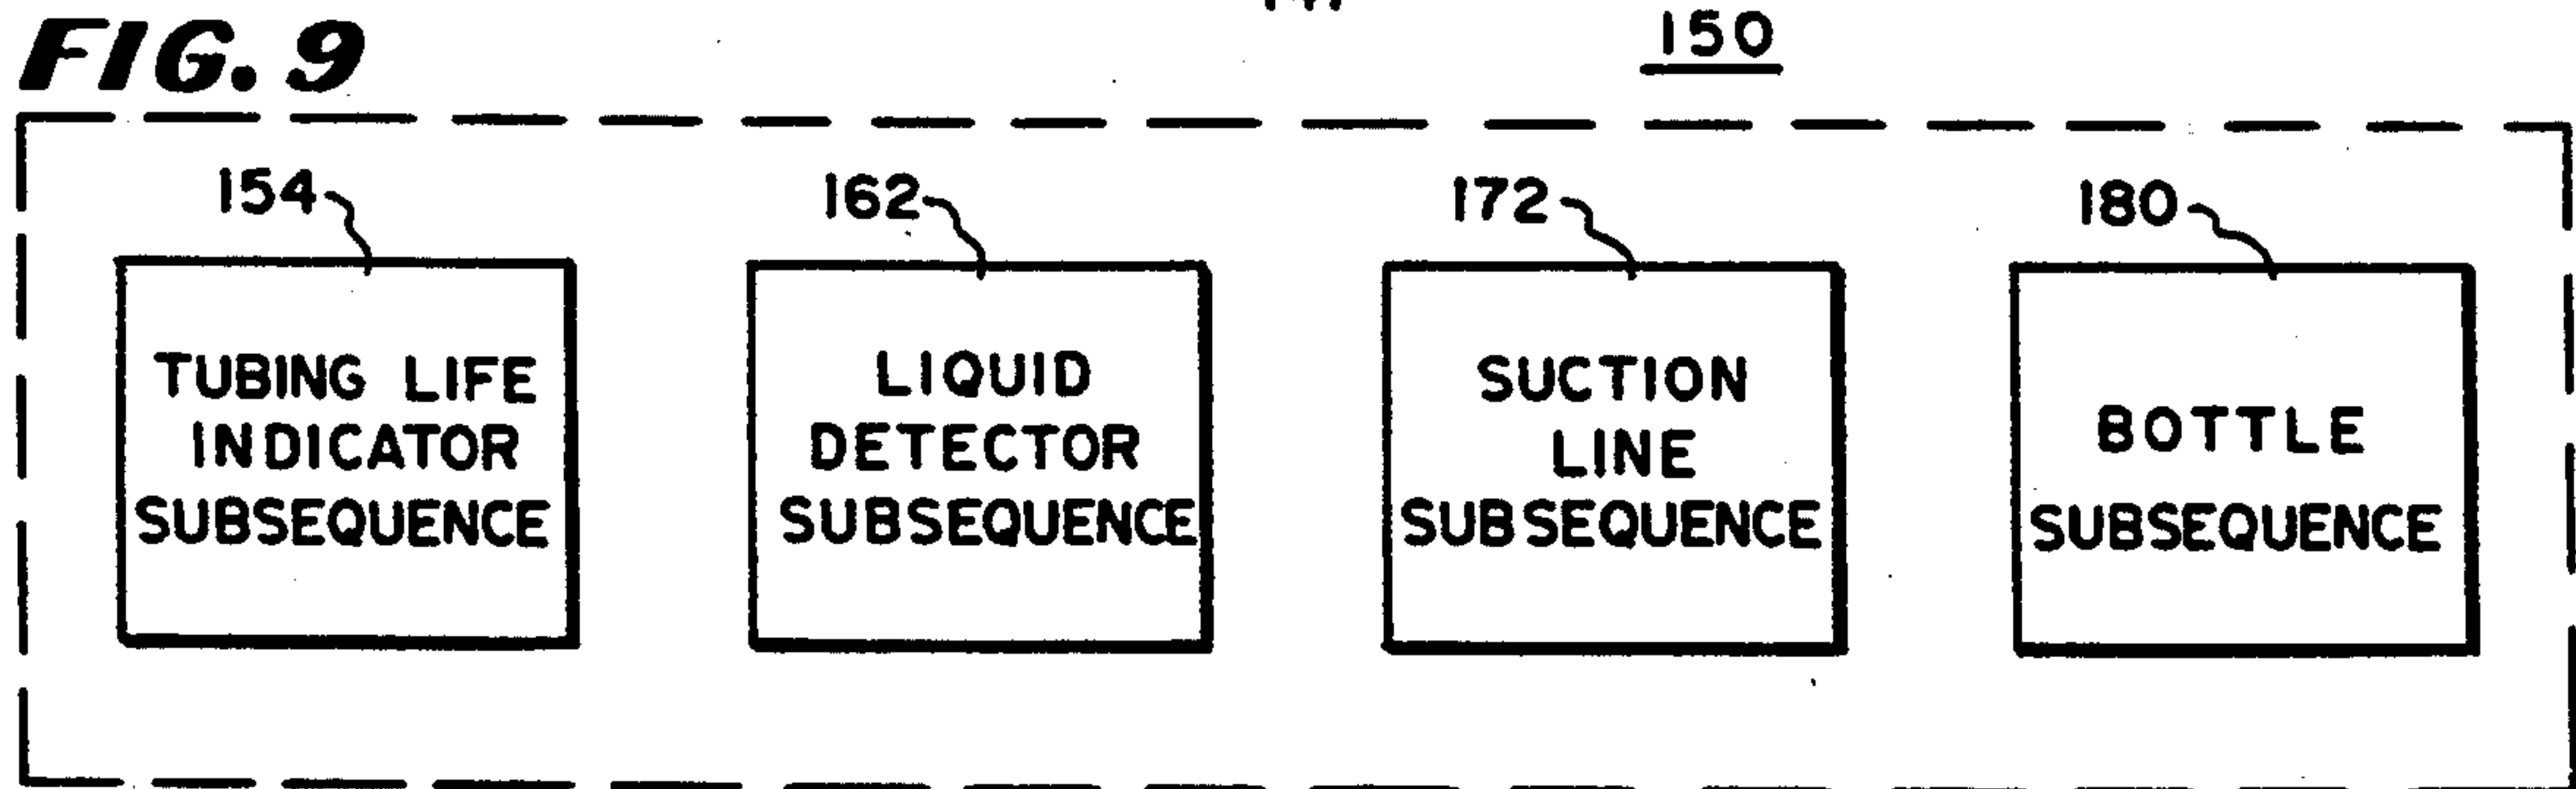 FIG. 9
150
154
162
172
180
TUBING LIFE
INDICATOR
SUBSEQUENCE
LIQUID
DETECTOR
SUBSEQUENCE
SUCTION
LINE
SUBSEQUENCE
BOTTLE
SUBSEQUENCE